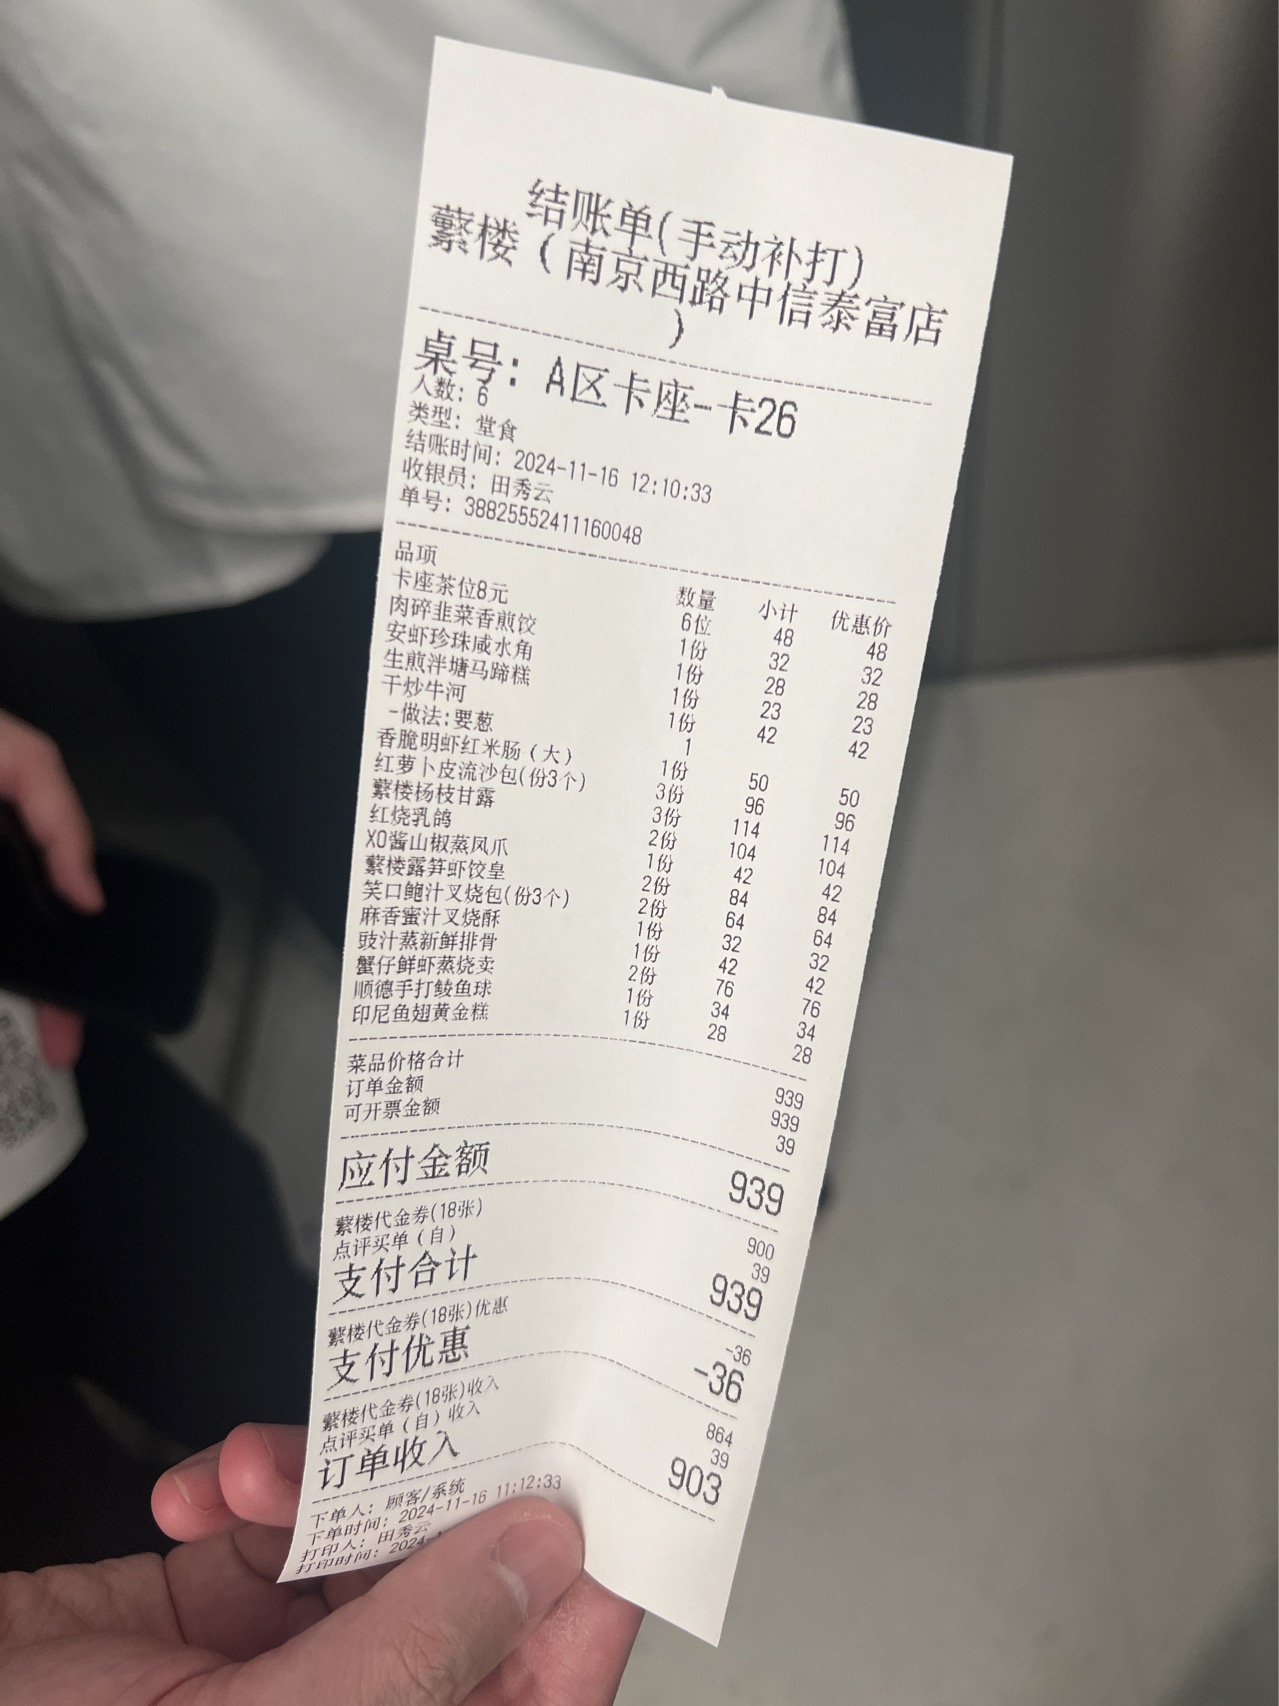 结账单(手动补打)
蘩楼(南京西路中信泰富店
)
桌号: A区卡座-卡26
人数: 6
类型: 堂食
结账时间: 2024-11-16 12:10:33
收银员: 田秀云
单号: 38825552411160048
品项 数量 小计 优惠价
卡座茶位8元 6位 48 48
肉碎韭菜香煎饺 1份 32 32
安虾珍珠咸水角 1份 28 28
生煎泮塘马蹄糕 1份 23 23
干炒牛河 1份 42 42
-做法:要葱 1
香脆明虾红米肠(大) 1份 50 50
红萝卜皮流沙包(份3个) 3份 96 96
蘩楼杨枝甘露 3份 114 114
红烧乳鸽 2份 104 104
XO酱山椒蒸凤爪 1份 42 42
蘩楼露笋虾饺皇 2份 84 84
笑口鲍汁叉烧包(份3个) 2份 64 64
麻香蜜汁叉烧酥 1份 32 32
豉汁蒸新鲜排骨 1份 42 42
蟹仔鲜虾蒸烧卖 2份 76 76
顺德手打鲮鱼球 1份 34 34
印尼鱼翅黄金糕 1份 28 28
菜品价格合计 939
订单金额 939
可开票金额 39
应付金额 939
蘩楼代金券(18张) 900
点评买单(自) 39
支付合计 939
蘩楼代金券(18张)优惠 -36
支付优惠 -36
蘩楼代金券(18张)收入 864
点评买单(自)收入 39
订单收入 903
下单人: 顾客/系统
下单时间: 2024-11-16 11:12:33
打印人: 田秀云
打印时间: 2024-